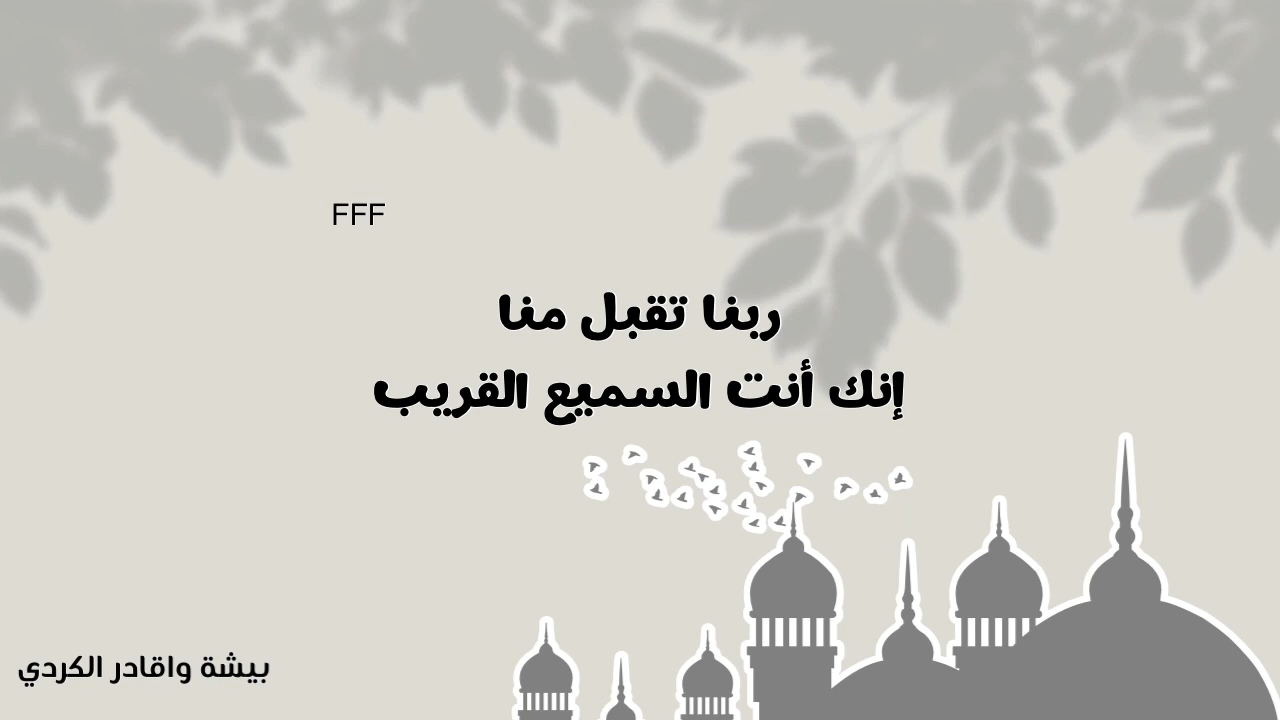 FFF
ربنا تقبل منا
إنك أنت السميع القريب
بيشة واقادر الكردي